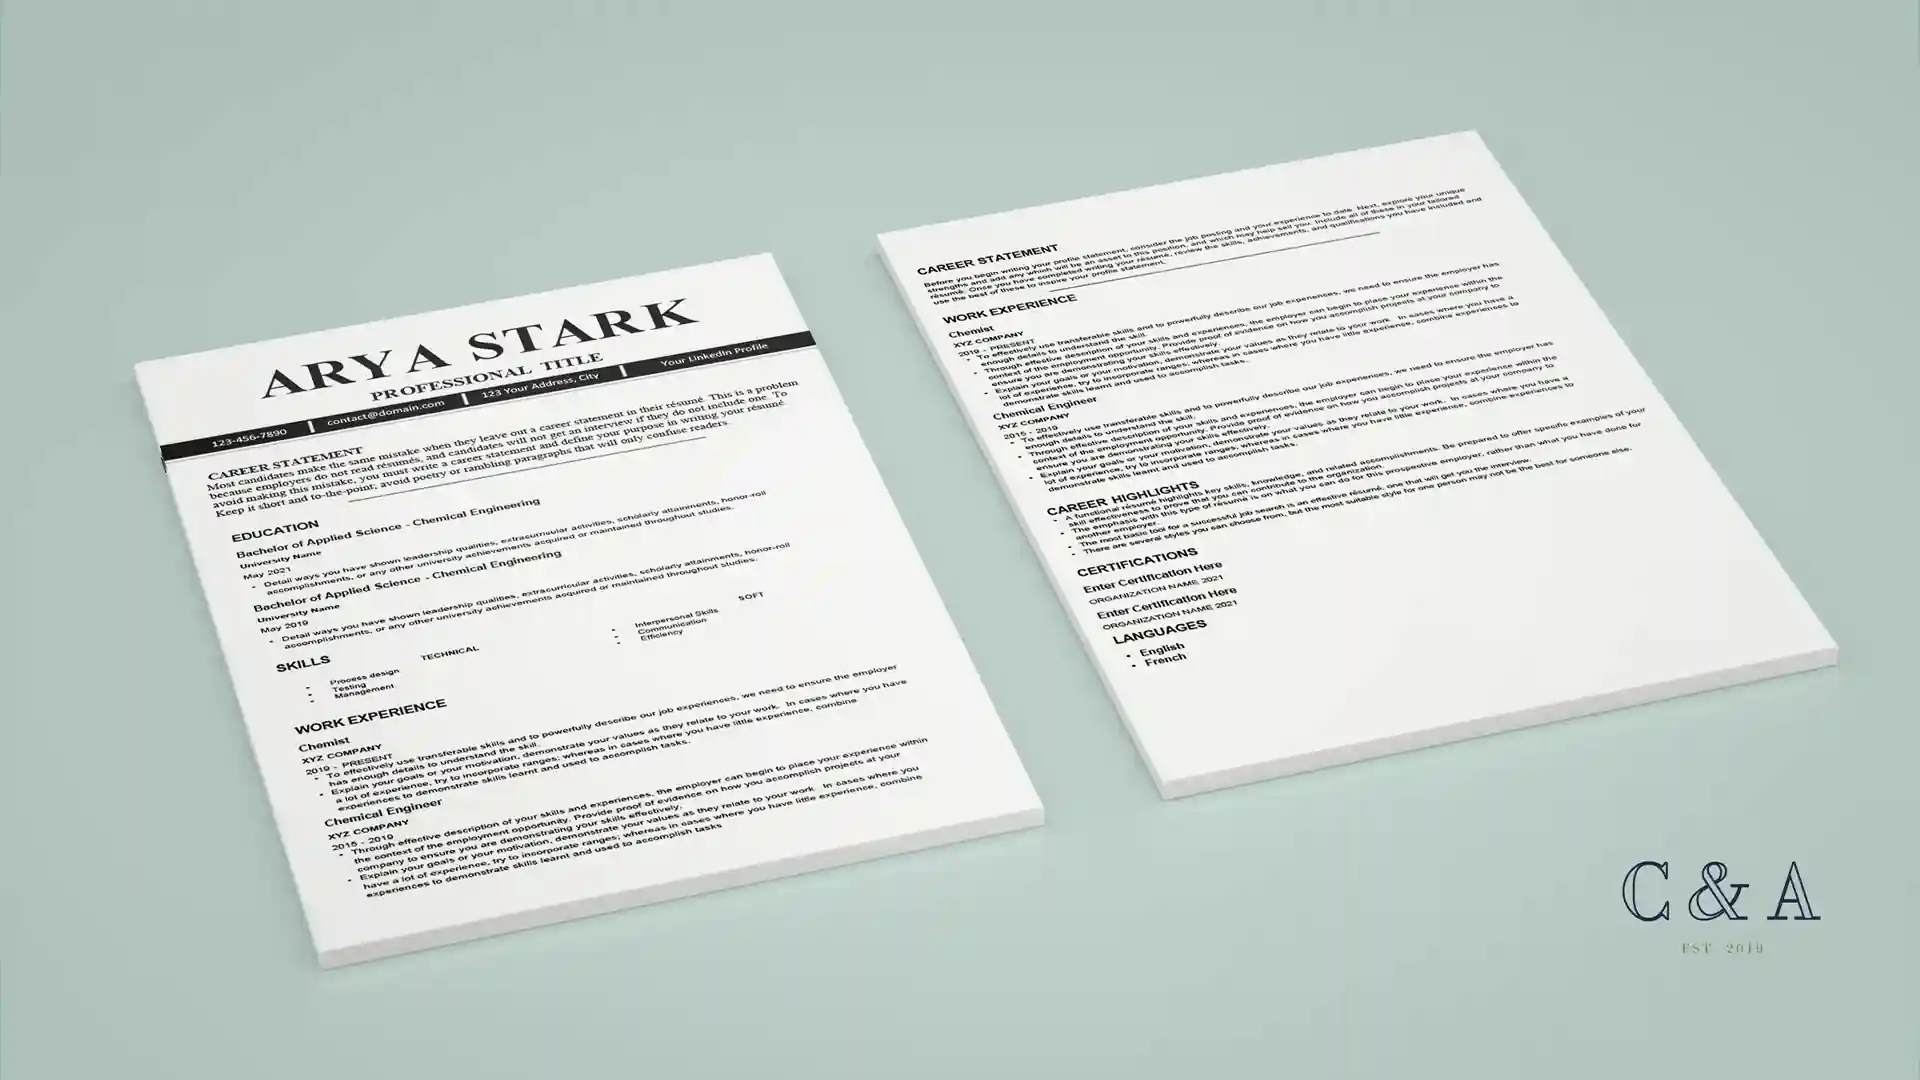 ARYA STARK
PROFESSIONAL TITLE
123-456-7890 | contact@domain.com | 123 Your Address, City | Your LinkedIn Profile
CAREER STATEMENT
Most candidates make the same mistake when they leave out a career statement in their résumé. This is a problem
because employers do not read résumés, and candidates will not get an interview if they do not include one. To
avoid making this mistake, you must write a career statement and define your purpose in writing your résumé.
Keep it short and to-the-point; avoid poetry or rambling paragraphs that will only confuse readers.
EDUCATION
Bachelor of Applied Science - Chemical Engineering
University Name
May 2021
• Detail ways you have shown leadership qualities, extracurricular activities, scholarly attainments, honor-roll
accomplishments, or any other university achievements acquired or maintained throughout studies.
Bachelor of Applied Science - Chemical Engineering
University Name
May 2019
• Detail ways you have shown leadership qualities, extracurricular activities, scholarly attainments, honor-roll
accomplishments, or any other university achievements acquired or maintained throughout studies.
SKILLS
TECHNICAL
• Process design
• Testing
• Management
SOFT
• Interpersonal Skills
• Communication
• Efficiency
WORK EXPERIENCE
Chemist
XYZ COMPANY
2019 - PRESENT
• To effectively use transferable skills and to powerfully describe our job experiences, we need to ensure the employer
has enough details to understand the skill.
• Explain your goals or your motivation, demonstrate your values as they relate to your work. In cases where you have
a lot of experience, try to incorporate ranges; whereas in cases where you have little experience, combine
experiences to demonstrate skills learnt and used to accomplish tasks.
Chemical Engineer
XYZ COMPANY
2015 - 2019
• Through effective description of your skills and experiences, the employer can begin to place your experience within
the context of the employment opportunity. Provide proof of evidence on how you accomplish projects at your
company to ensure you are demonstrating your skills effectively.
• Explain your goals or your motivation, demonstrate your values as they relate to your work. In cases where you
have a lot of experience, try to incorporate ranges; whereas in cases where you have little experience, combine
experiences to demonstrate skills learnt and used to accomplish tasks
CAREER STATEMENT
Before you begin writing your profile statement, consider the job posting and your experience to date. Next, explore your unique
strengths and add any which will be an asset to this position, and which may help sell you. Include all of these in your tailored
résumé. Once you have completed writing your résumé, review the skills, achievements, and qualifications you have included and
use the best of these to inspire your profile statement.
WORK EXPERIENCE
Chemist
XYZ COMPANY
2019 - PRESENT
• To effectively use transferable skills and to powerfully describe our job experiences, we need to ensure the employer has
enough details to understand the skill.
• Through effective description of your skills and experiences, the employer can begin to place your experience within the
context of the employment opportunity. Provide proof of evidence on how you accomplish projects at your company to
ensure you are demonstrating your skills effectively.
• Explain your goals or your motivation, demonstrate your values as they relate to your work. In cases where you have a
lot of experience, try to incorporate ranges, whereas in cases where you have little experience, combine experiences to
demonstrate skills learnt and used to accomplish tasks.
Chemical Engineer
XYZ COMPANY
2015 - 2019
• To effectively use transferable skills and to powerfully describe our job experiences, we need to ensure the employer has
enough details to understand the skill.
• Through effective description of your skills and experiences, the employer can begin to place your experience within the
context of the employment opportunity. Provide proof of evidence on how you accomplish projects at your company to
ensure you are demonstrating your skills effectively.
• Explain your goals or your motivation, demonstrate your values as they relate to your work. In cases where you have a
lot of experience, try to incorporate ranges; whereas in cases where you have little experience, combine experiences to
demonstrate skills learnt and used to accomplish tasks.
CAREER HIGHLIGHTS
• A functional résumé highlights key skills, knowledge, and related accomplishments. Be prepared to offer specific examples of your
skill effectiveness to prove that you can contribute to the organization.
• The emphasis with this type of résumé is on what you can do for this prospective employer, rather than what you have done for
another employer.
• The most basic tool for a successful job search is an effective résumé, one that will get you the interview.
• There are several styles you can choose from, but the most suitable style for one person may not be the best for someone else.
CERTIFICATIONS
Enter Certification Here
ORGANIZATION NAME 2021
Enter Certification Here
ORGANIZATION NAME 2021
LANGUAGES
• English
• French
C & A
EST 2019